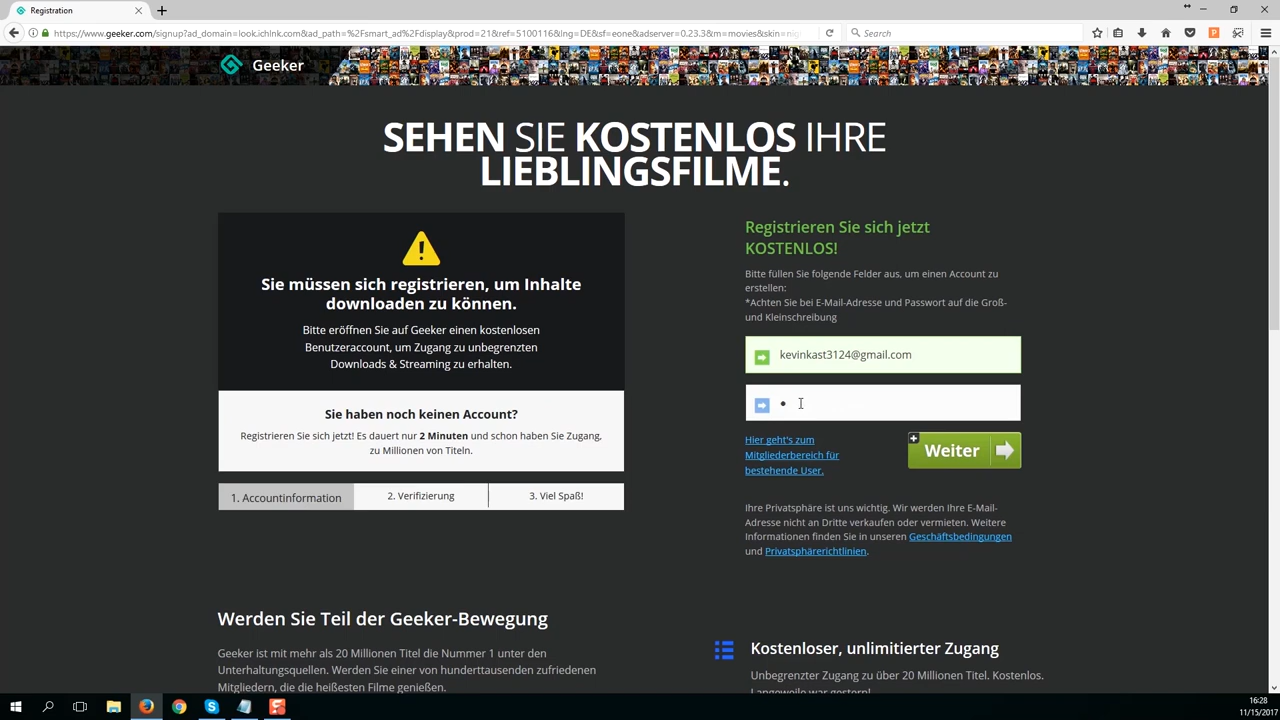 Registration
https://www.geeker.com/signup?ad_domain=look.ichlnk.com&ad_path=%2Fsmart_ad%2Fdisplay&prod=21&ref=5100116&lng=DE&sf=eone&adserver=0.23.3&m=movies&skin=nig
Search
Geeker
SEHEN SIE KOSTENLOS IHRE
LIEBLINGSFILME.
Sie müssen sich registrieren, um Inhalte
downloaden zu können.
Bitte eröffnen Sie auf Geeker einen kostenlosen
Benutzeraccount, um Zugang zu unbegrenzten
Downloads & Streaming zu erhalten.
Sie haben noch keinen Account?
Registrieren Sie sich jetzt! Es dauert nur 2 Minuten und schon haben Sie Zugang,
zu Millionen von Titeln.
1. Accountinformation
2. Verifizierung
3. Viel Spaß!
Registrieren Sie sich jetzt
KOSTENLOS!
Bitte füllen Sie folgende Felder aus, um einen Account zu
erstellen:
*Achten Sie bei E-Mail-Adresse und Passwort auf die Groß-
und Kleinschreibung
kevinkast3124@gmail.com
Hier geht's zum
Mitgliederbereich für
bestehende User.
Weiter
Ihre Privatsphäre ist uns wichtig. Wir werden Ihre E-Mail-
Adresse nicht an Dritte verkaufen oder vermieten. Weitere
Informationen finden Sie in unseren Geschäftsbedingungen
und Privatsphärerichtlinien.
Werden Sie Teil der Geeker-Bewegung
Geeker ist mit mehr als 20 Millionen Titel die Nummer 1 unter den
Unterhaltungsquellen. Werden Sie einer von hunderttausenden zufriedenen
Mitgliedern, die die heißesten Filme genießen.
Kostenloser, unlimitierter Zugang
Unbegrenzter Zugang zu über 20 Millionen Titel. Kostenlos.
Langeweile war gestern!
16:28
11/15/2017